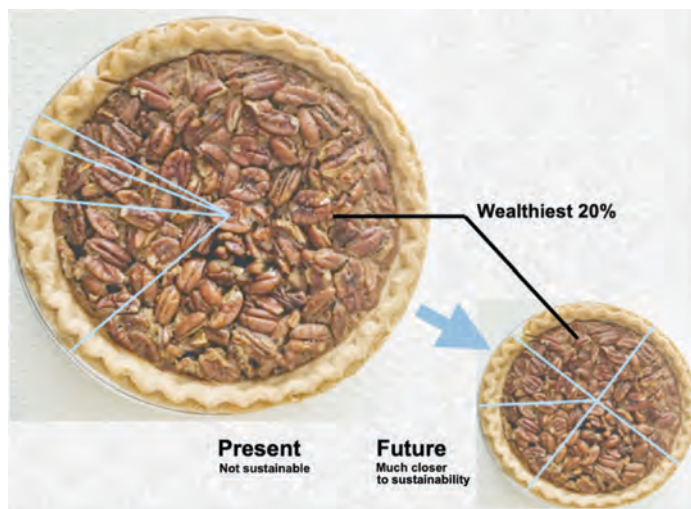 Wealthiest 20%
Present
Not sustainable
Future
Much closer
to sustainability